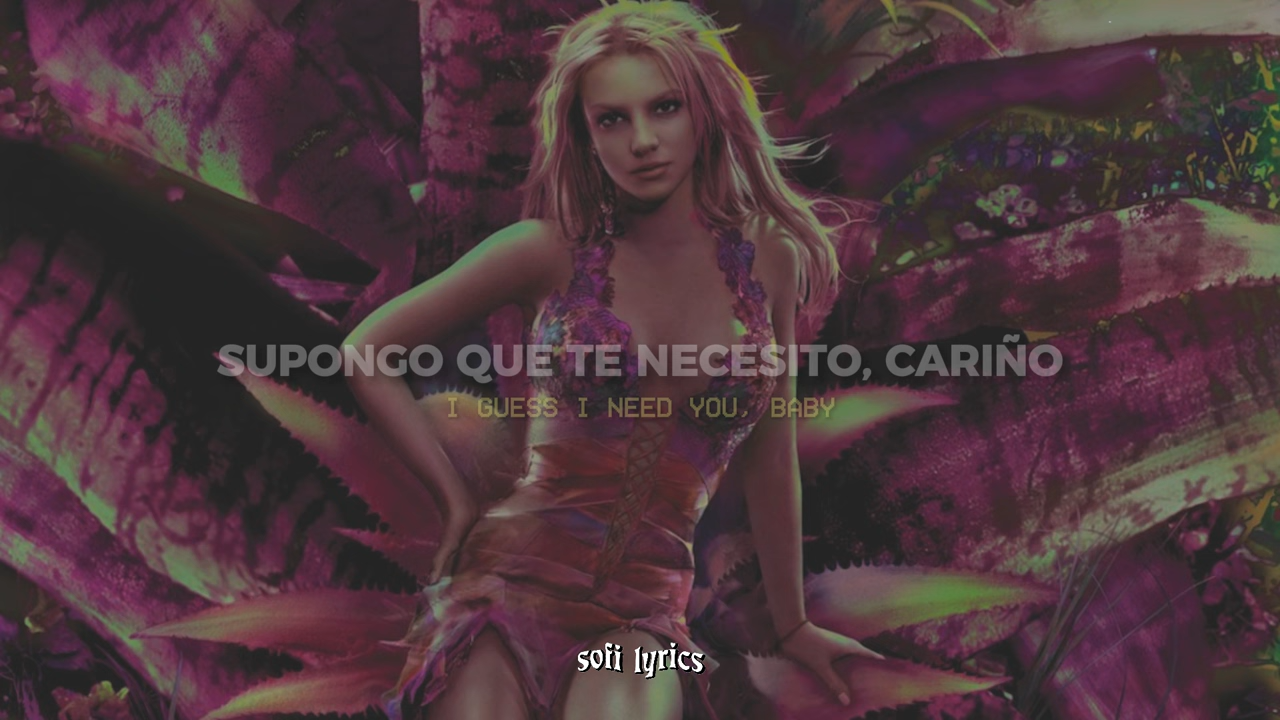 SUPONGO QUE TE NECESITO, CARIÑO
I GUESS I NEED YOU, BABY
sofi lyrics